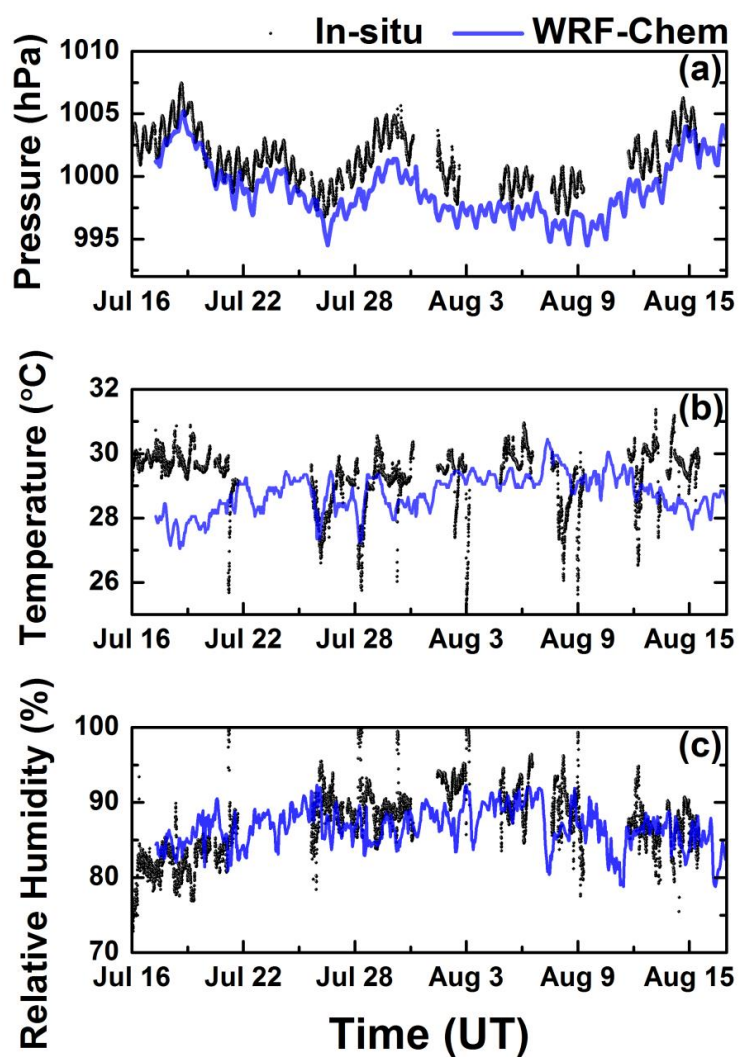 In-situ WRF-Chem
Pressure (hPa)
1010
1005
1000
995
(a)
Jul 16 Jul 22 Jul 28 Aug 3 Aug 9 Aug 15
Temperature (°C)
32
30
28
26
(b)
Jul 16 Jul 22 Jul 28 Aug 3 Aug 9 Aug 15
Relative Humidity (%)
100
90
80
70
(c)
Jul 16 Jul 22 Jul 28 Aug 3 Aug 9 Aug 15
Time (UT)